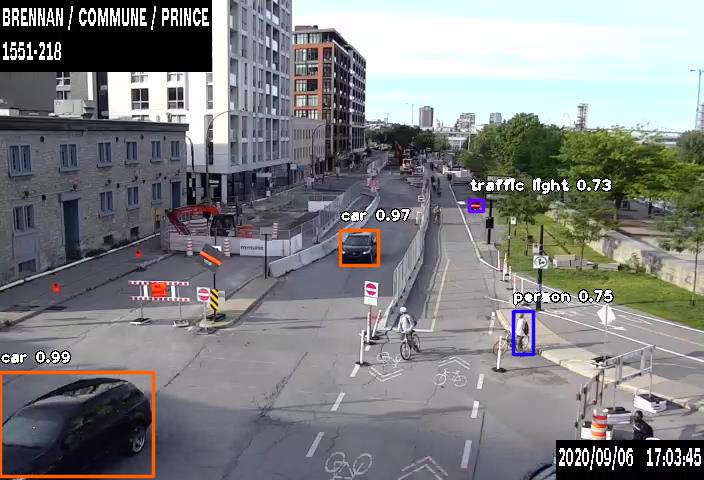 BRENNAN / COMMUNE / PRINCE
1551-218
traffic light 0.73
car 0.97
person 0.75
car 0.99
2020/09/06 17:03:45